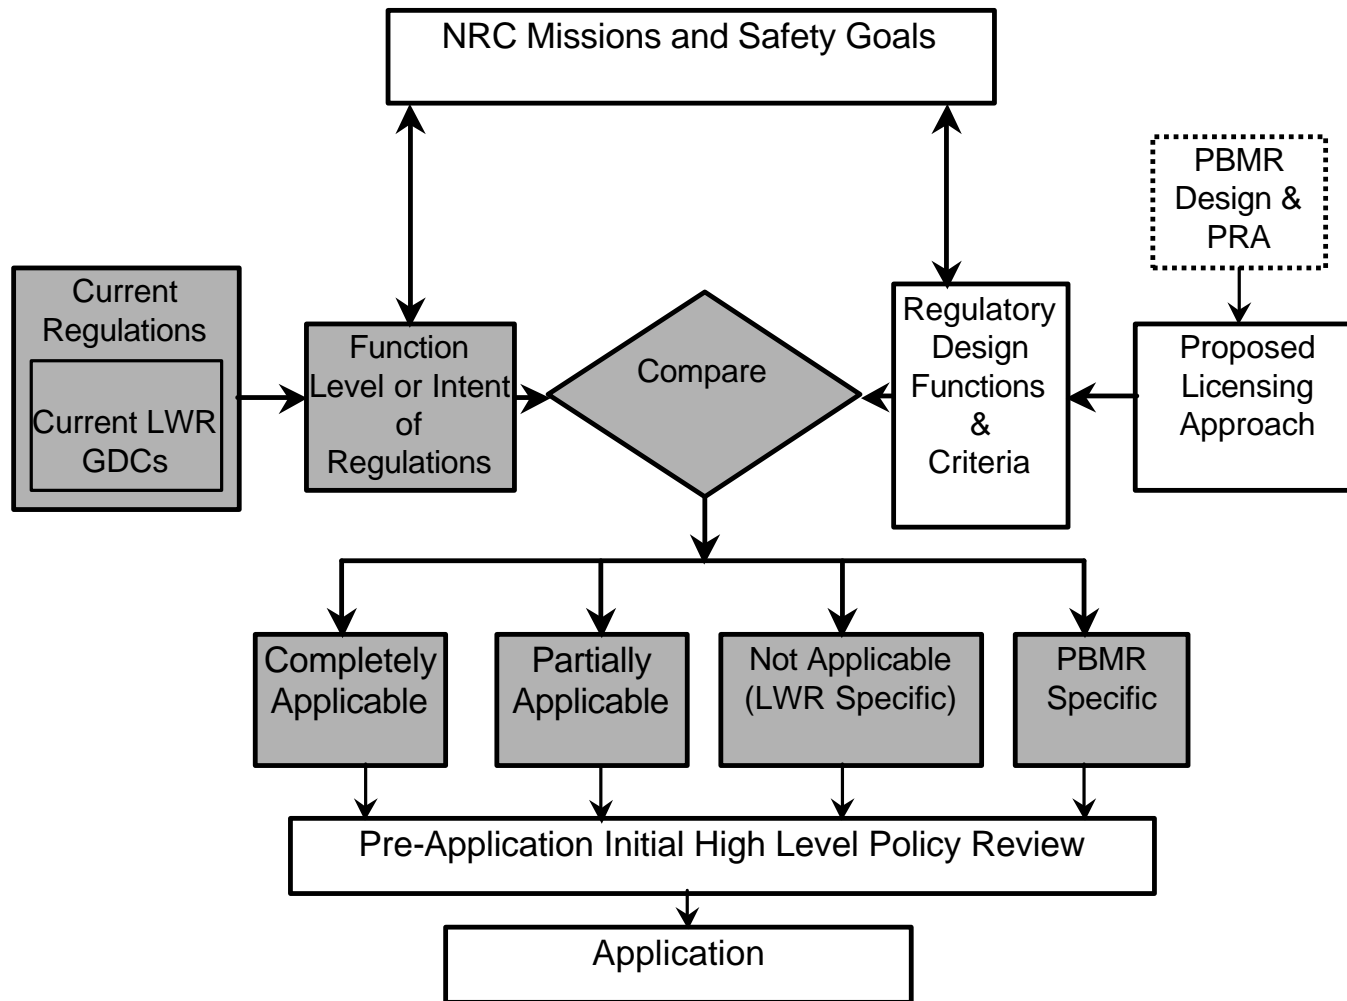 NRC Missions and Safety Goals
PBMR
Design &
PRA
Current
Regulations
Current LWR
GDCs
Function
Level or Intent
of
Regulations
Compare
Regulatory
Design
Functions
&
Criteria
Proposed
Licensing
Approach
Completely
Applicable
Partially
Applicable
Not Applicable
(LWR Specific)
PBMR
Specific
Pre-Application Initial High Level Policy Review
Application